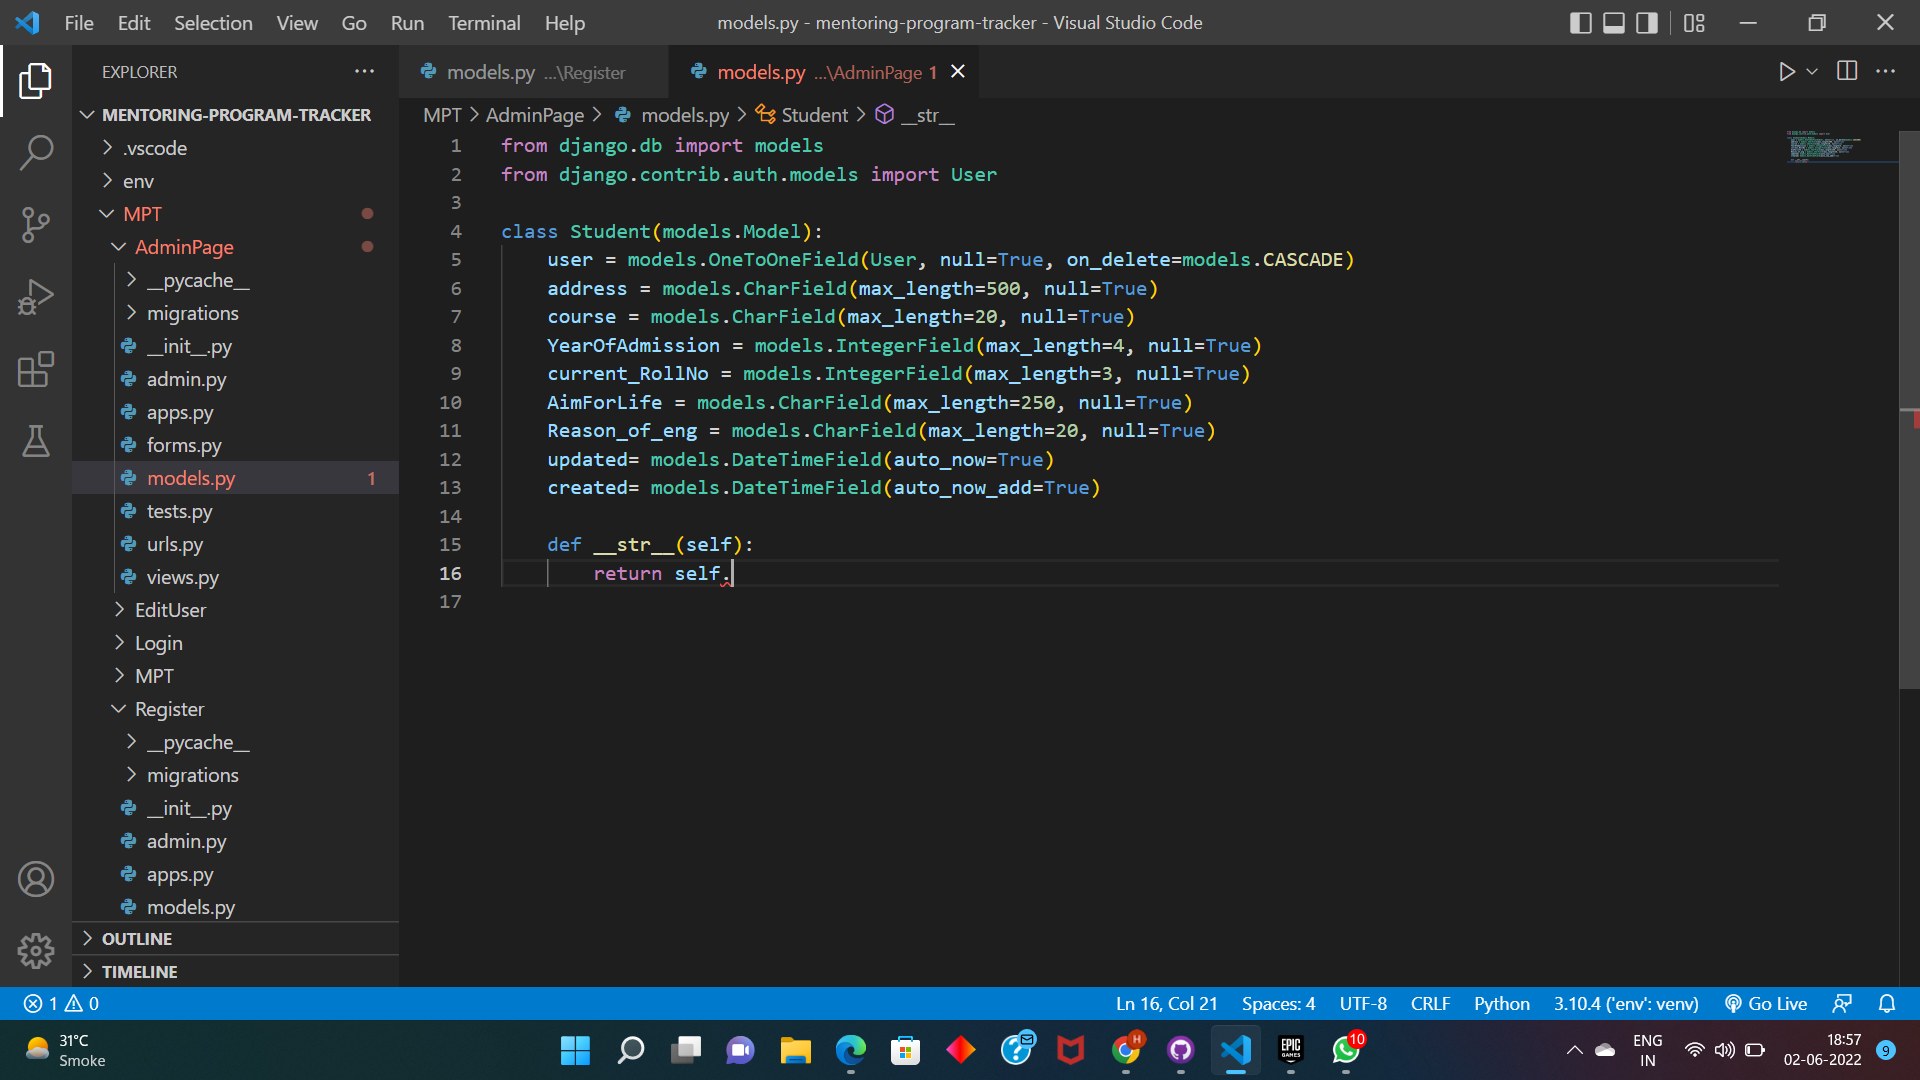 File Edit Selection View Go Run Terminal Help models.py - mentoring-program-tracker - Visual Studio Code
EXPLORER
models.py ...\Register models.py ...\AdminPage 1
MENTORING-PROGRAM-TRACKER
MPT > AdminPage > models.py > Student > __str__
.vscode
env
MPT
AdminPage
__pycache__
migrations
__init__.py
admin.py
apps.py
forms.py
models.py 1
tests.py
urls.py
views.py
EditUser
Login
MPT
Register
__pycache__
migrations
__init__.py
admin.py
apps.py
models.py
OUTLINE
TIMELINE
1 from django.db import models
2 from django.contrib.auth.models import User
3
4 class Student(models.Model):
5 user = models.OneToOneField(User, null=True, on_delete=models.CASCADE)
6 address = models.CharField(max_length=500, null=True)
7 course = models.CharField(max_length=20, null=True)
8 YearOfAdmission = models.IntegerField(max_length=4, null=True)
9 current_RollNo = models.IntegerField(max_length=3, null=True)
10 AimForLife = models.CharField(max_length=250, null=True)
11 Reason_of_eng = models.CharField(max_length=20, null=True)
12 updated= models.DateTimeField(auto_now=True)
13 created= models.DateTimeField(auto_now_add=True)
14
15 def __str__(self):
16 return self.
17
1 0 Ln 16, Col 21 Spaces: 4 UTF-8 CRLF Python 3.10.4 ('env': venv) Go Live
31°C
Smoke
H
EPIC
GAMES
10
ENG
IN
18:57
02-06-2022
9